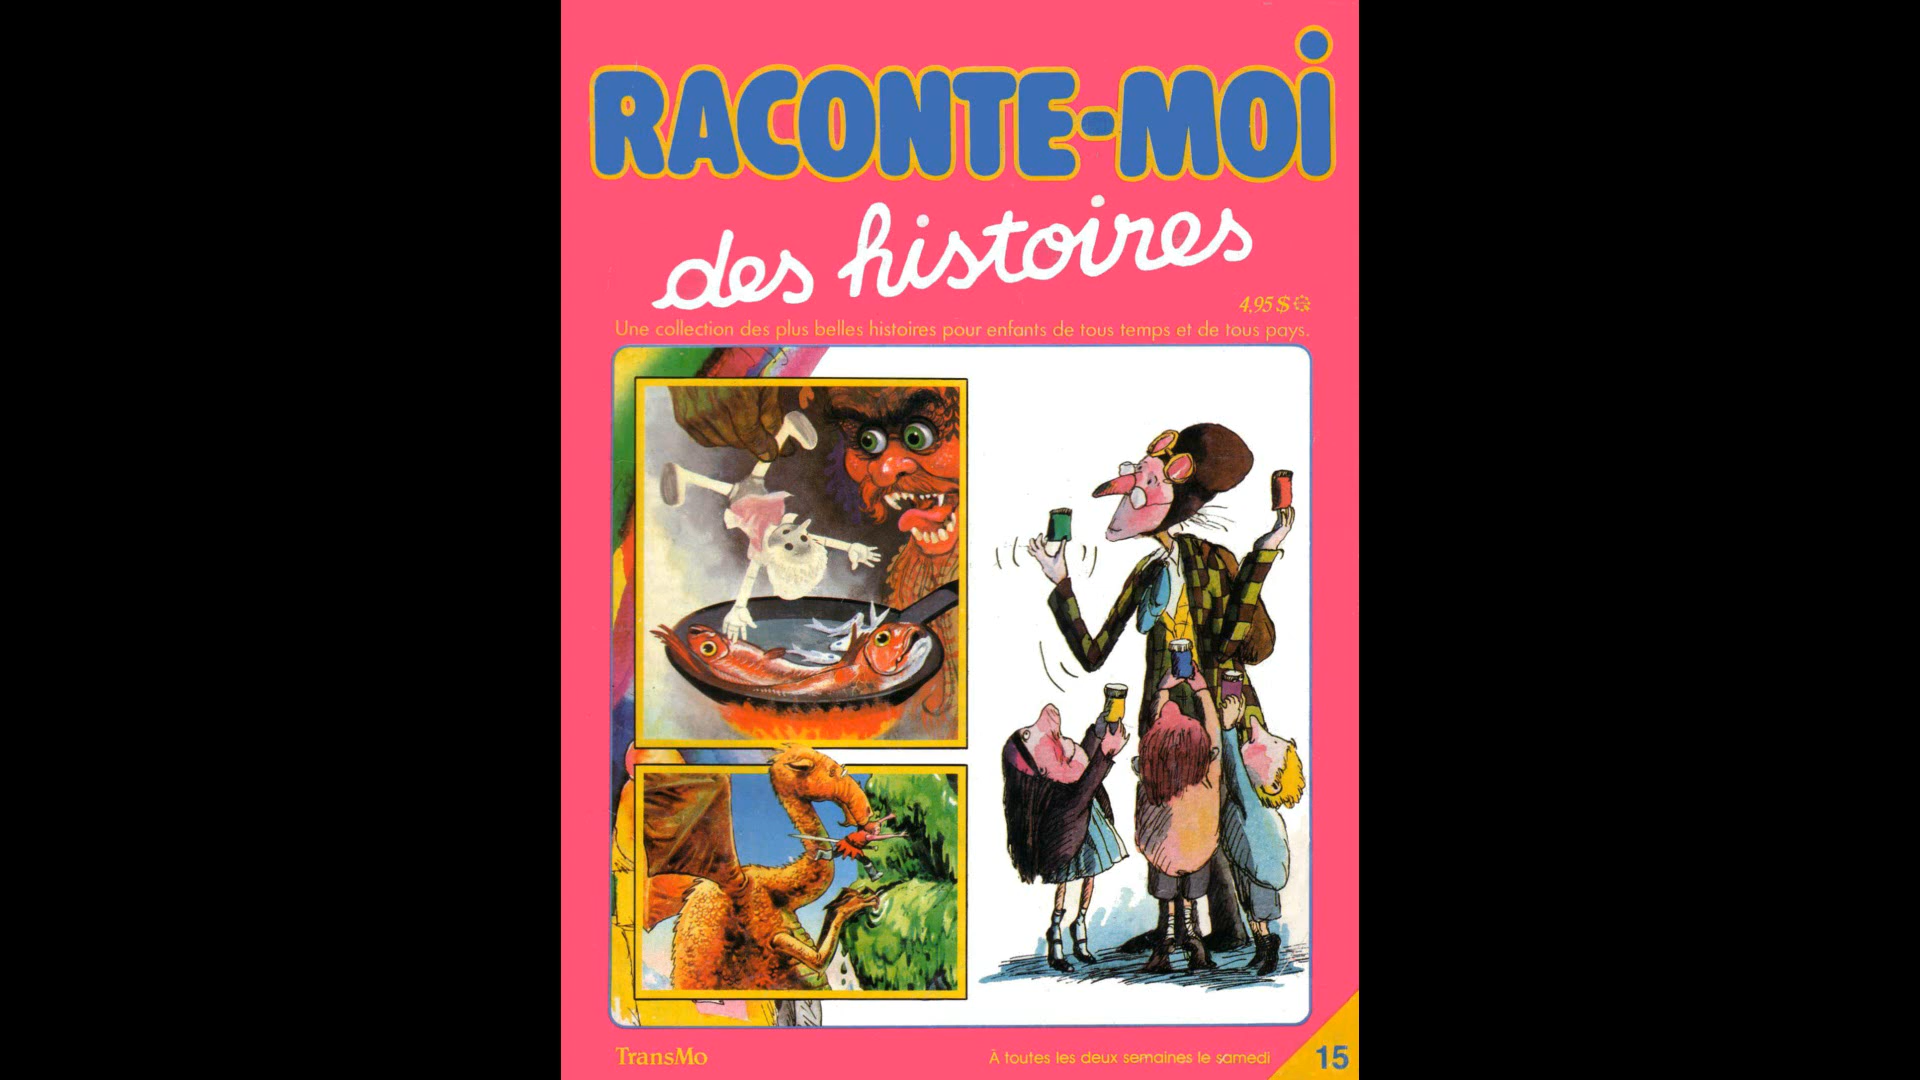 RACONTE-MOI
des histoires
4,95 $
Une collection des plus belles histoires pour enfants de tous temps et de tous pays.
TransMo
À toutes les deux semaines le samedi
15